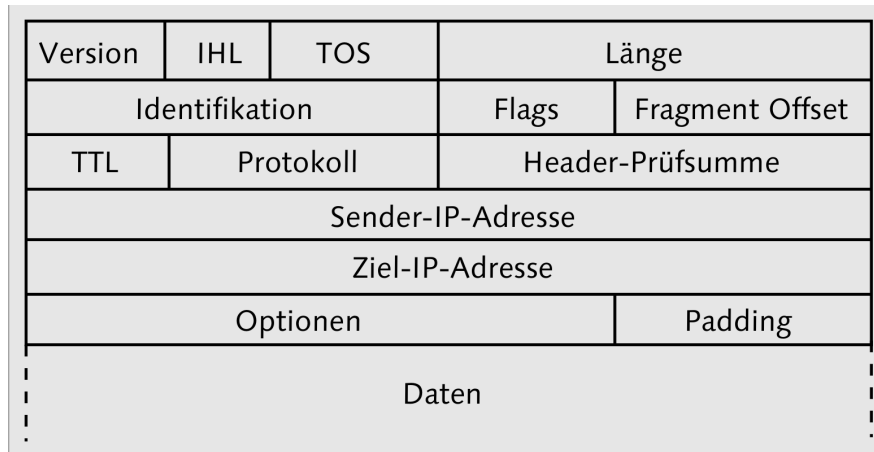 Version IHL TOS Länge
Identifikation Flags Fragment Offset
TTL Protokoll Header-Prüfsumme
Sender-IP-Adresse
Ziel-IP-Adresse
Optionen Padding
Daten